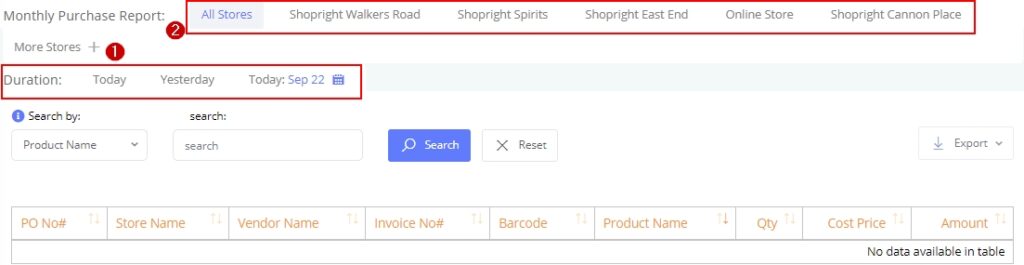 Monthly Purchase Report: All Stores Shopright Walkers Road Shopright Spirits Shopright East End Online Store Shopright Cannon Place
2
More Stores + 1
Duration: Today Yesterday Today: Sep 22
Search by: search:
Product Name search Search Reset Export
PO No# Store Name Vendor Name Invoice No# Barcode Product Name Qty Cost Price Amount
No data available in table